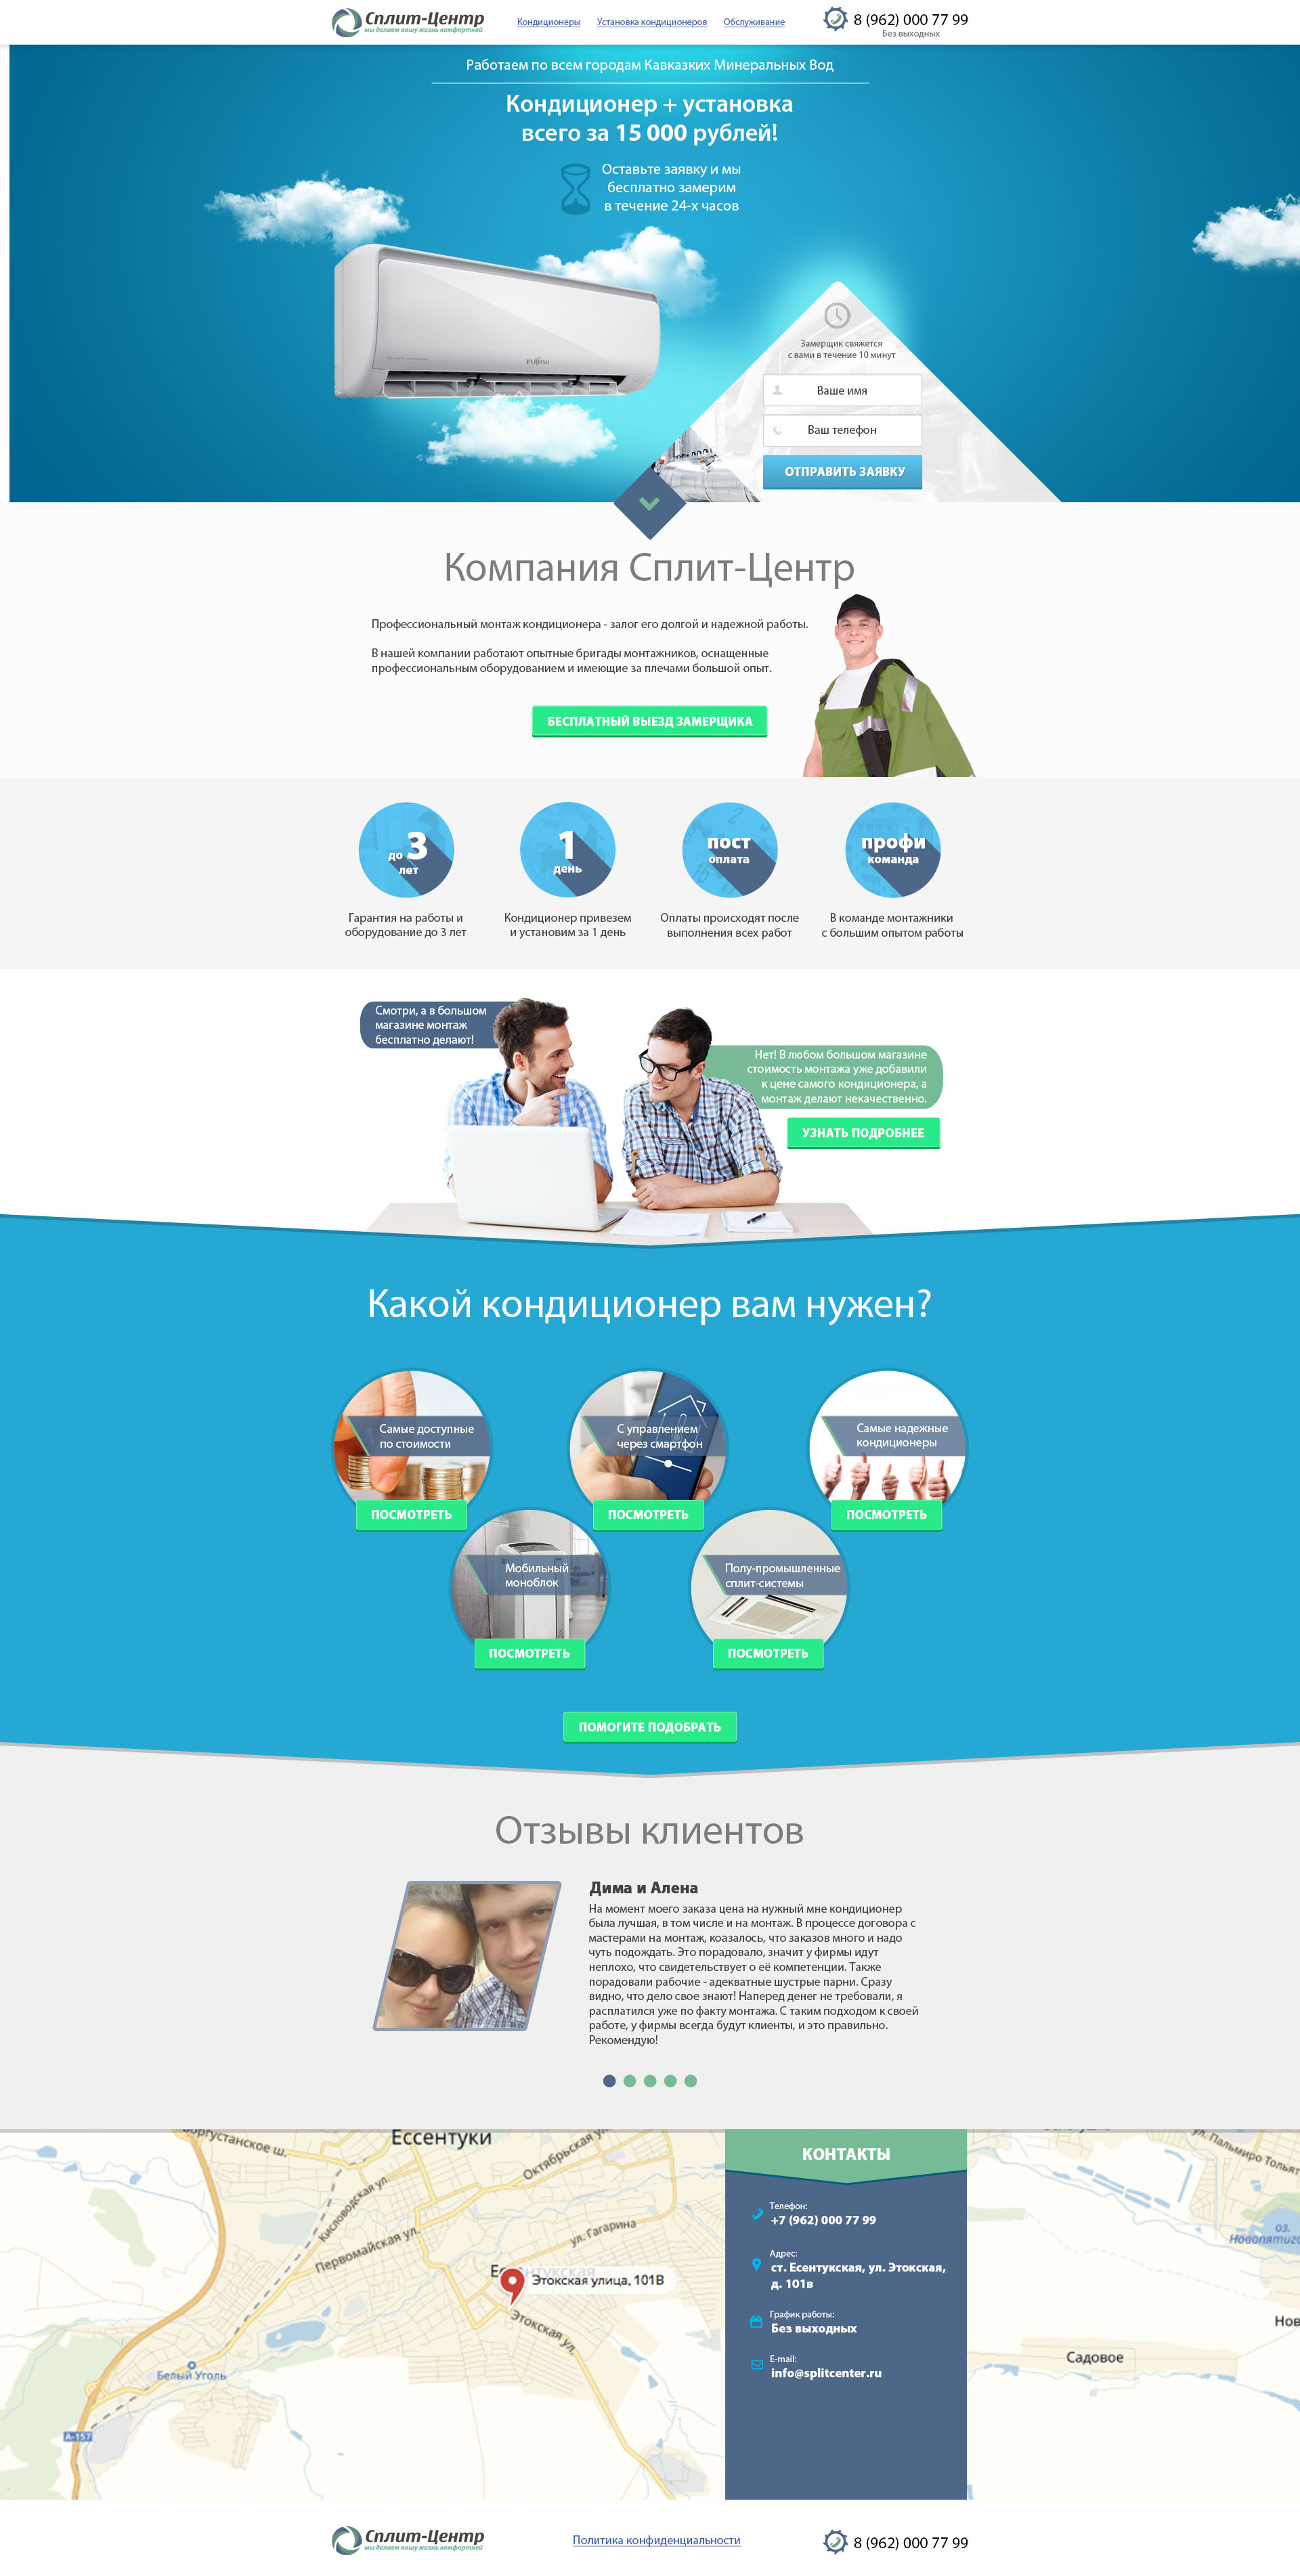 Сплит-Центр
мы делаем вашу жизнь комфортней
Кондиционеры
Установка кондиционеров
Обслуживание
8 (962) 000 77 99
Без выходных
Работаем по всем городам Кавказких Минеральных Вод
Кондиционер + установка
всего за 15 000 рублей!
Оставьте заявку и мы
бесплатно замерим
в течение 24-х часов
FUJITSU
Замерщик свяжется
с вами в течение 10 минут
Ваше имя
Ваш телефон
ОТПРАВИТЬ ЗАЯВКУ
Компания Сплит-Центр
Профессиональный монтаж кондиционера - залог его долгой и надежной работы.
В нашей компании работают опытные бригады монтажников, оснащенные
профессиональным оборудованием и имеющие за плечами большой опыт.
БЕСПЛАТНЫЙ ВЫЕЗД ЗАМЕРЩИКА
до 3
лет
Гарантия на работы и
оборудование до 3 лет
1
день
Кондиционер привезем
и установим за 1 день
пост
оплата
Оплаты происходят после
выполнения всех работ
профи
команда
В команде монтажники
с большим опытом работы
Смотри, а в большом
магазине монтаж
бесплатно делают!
Нет! В любом большом магазине
стоимость монтажа уже добавили
к цене самого кондиционера, а
монтаж делают некачественно.
УЗНАТЬ ПОДРОБНЕЕ
Какой кондиционер вам нужен?
Самые доступные
по стоимости
ПОСМОТРЕТЬ
С управлением
через смартфон
ПОСМОТРЕТЬ
Самые надежные
кондиционеры
ПОСМОТРЕТЬ
Мобильный
моноблок
ПОСМОТРЕТЬ
Полу-промышленные
сплит-системы
ПОСМОТРЕТЬ
ПОМОГИТЕ ПОДОБРАТЬ
Отзывы клиентов
Дима и Алена
На момент моего заказа цена на нужный мне кондиционер
была лучшая, в том числе и на монтаж. В процессе договора с
мастерами на монтаж, коазалось, что заказов много и надо
чуть подождать. Это порадовало, значит у фирмы идут
неплохо, что свидетельствует о её компетенции. Также
порадовали рабочие - адекватные шустрые парни. Сразу
видно, что дело свое знают! Наперед денег не требовали, я
расплатился уже по факту монтажа. С таким подходом к своей
работе, у фирмы всегда будут клиенты, и это правильно.
Рекомендую!
Ессентуки
Октябрьская ул.
Кисловодская ул.
Первомайская ул.
ул. Гагарина
Этокская улица, 101В
Этокская ул.
Белый Уголь
А-157
КОНТАКТЫ
Телефон:
+7 (962) 000 77 99
Адрес:
ст. Есентукская, ул. Этокская,
д. 101в
График работы:
Без выходных
E-mail:
info@splitcenter.ru
оз.
Садовое
Сплит-Центр
мы делаем вашу жизнь комфортней
Политика конфиденциальности
8 (962) 000 77 99